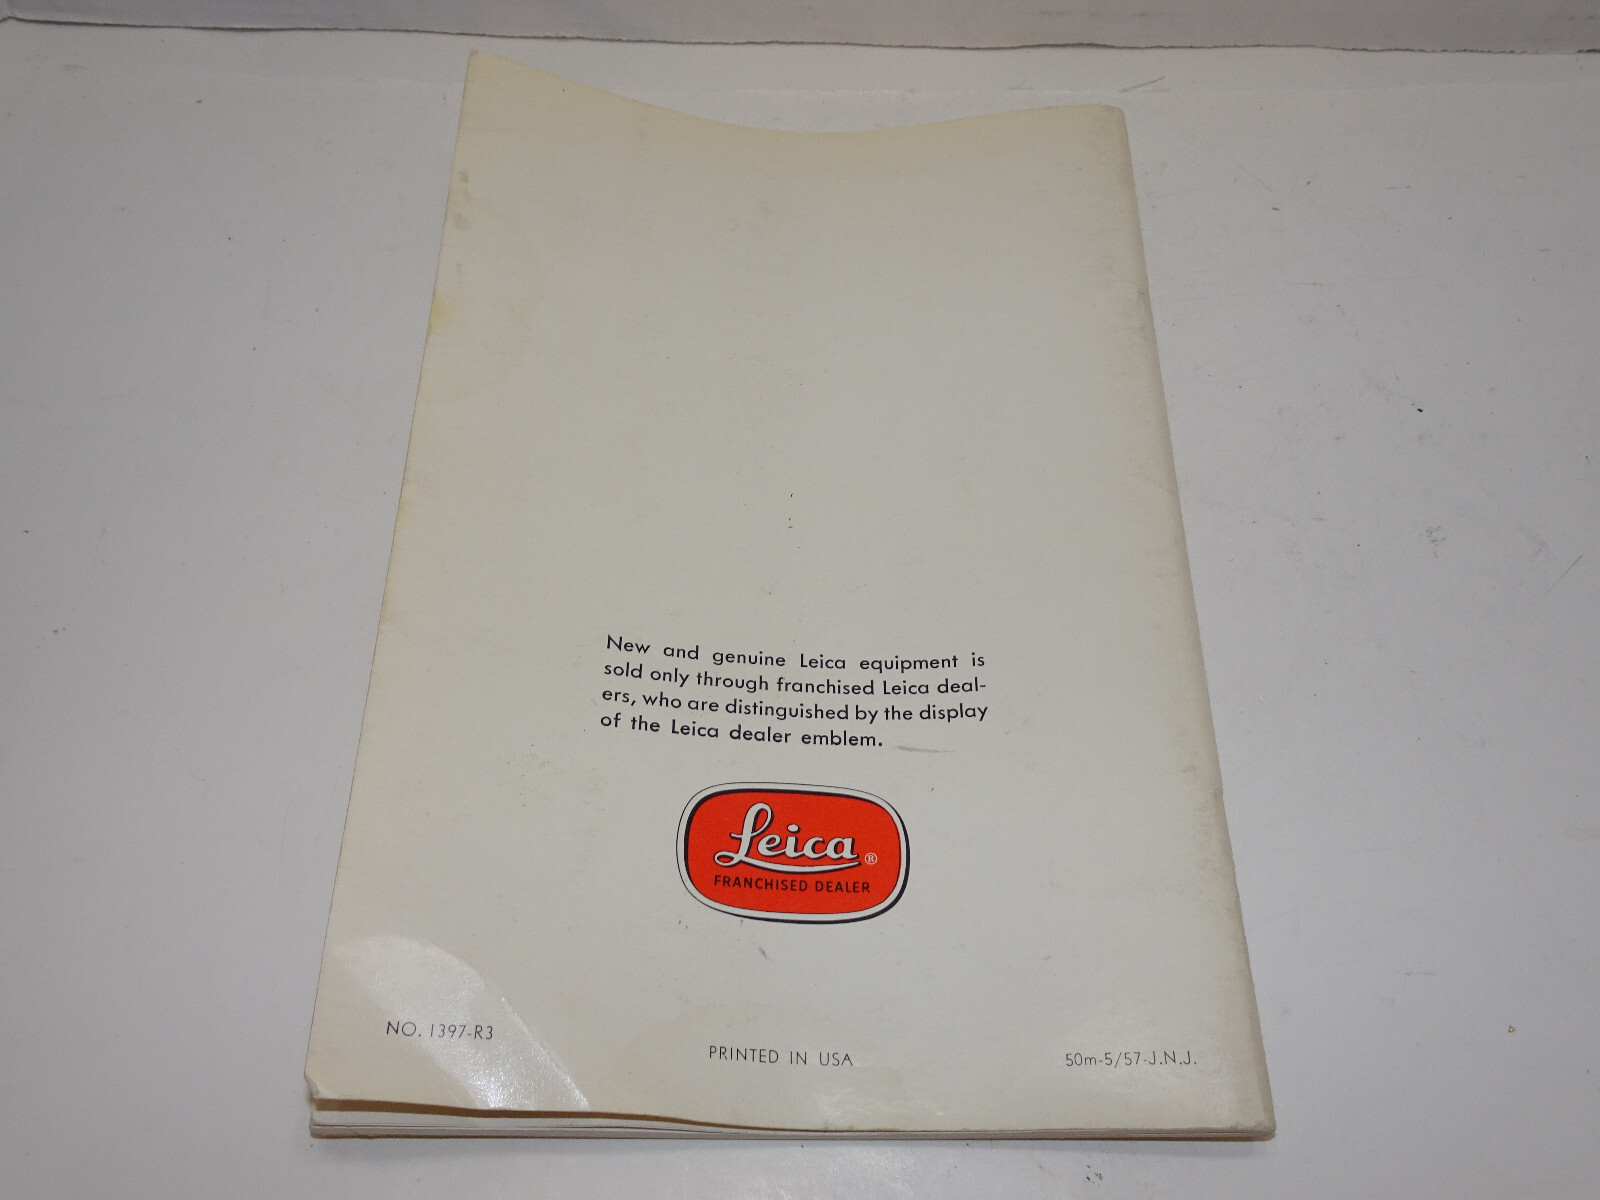 New and genuine Leica equipment is
sold only through franchised Leica deal-
ers, who are distinguished by the display
of the Leica dealer emblem.
Leica®
FRANCHISED DEALER
NO. 1397-R3
PRINTED IN USA
50m-5/57-J.N.J.